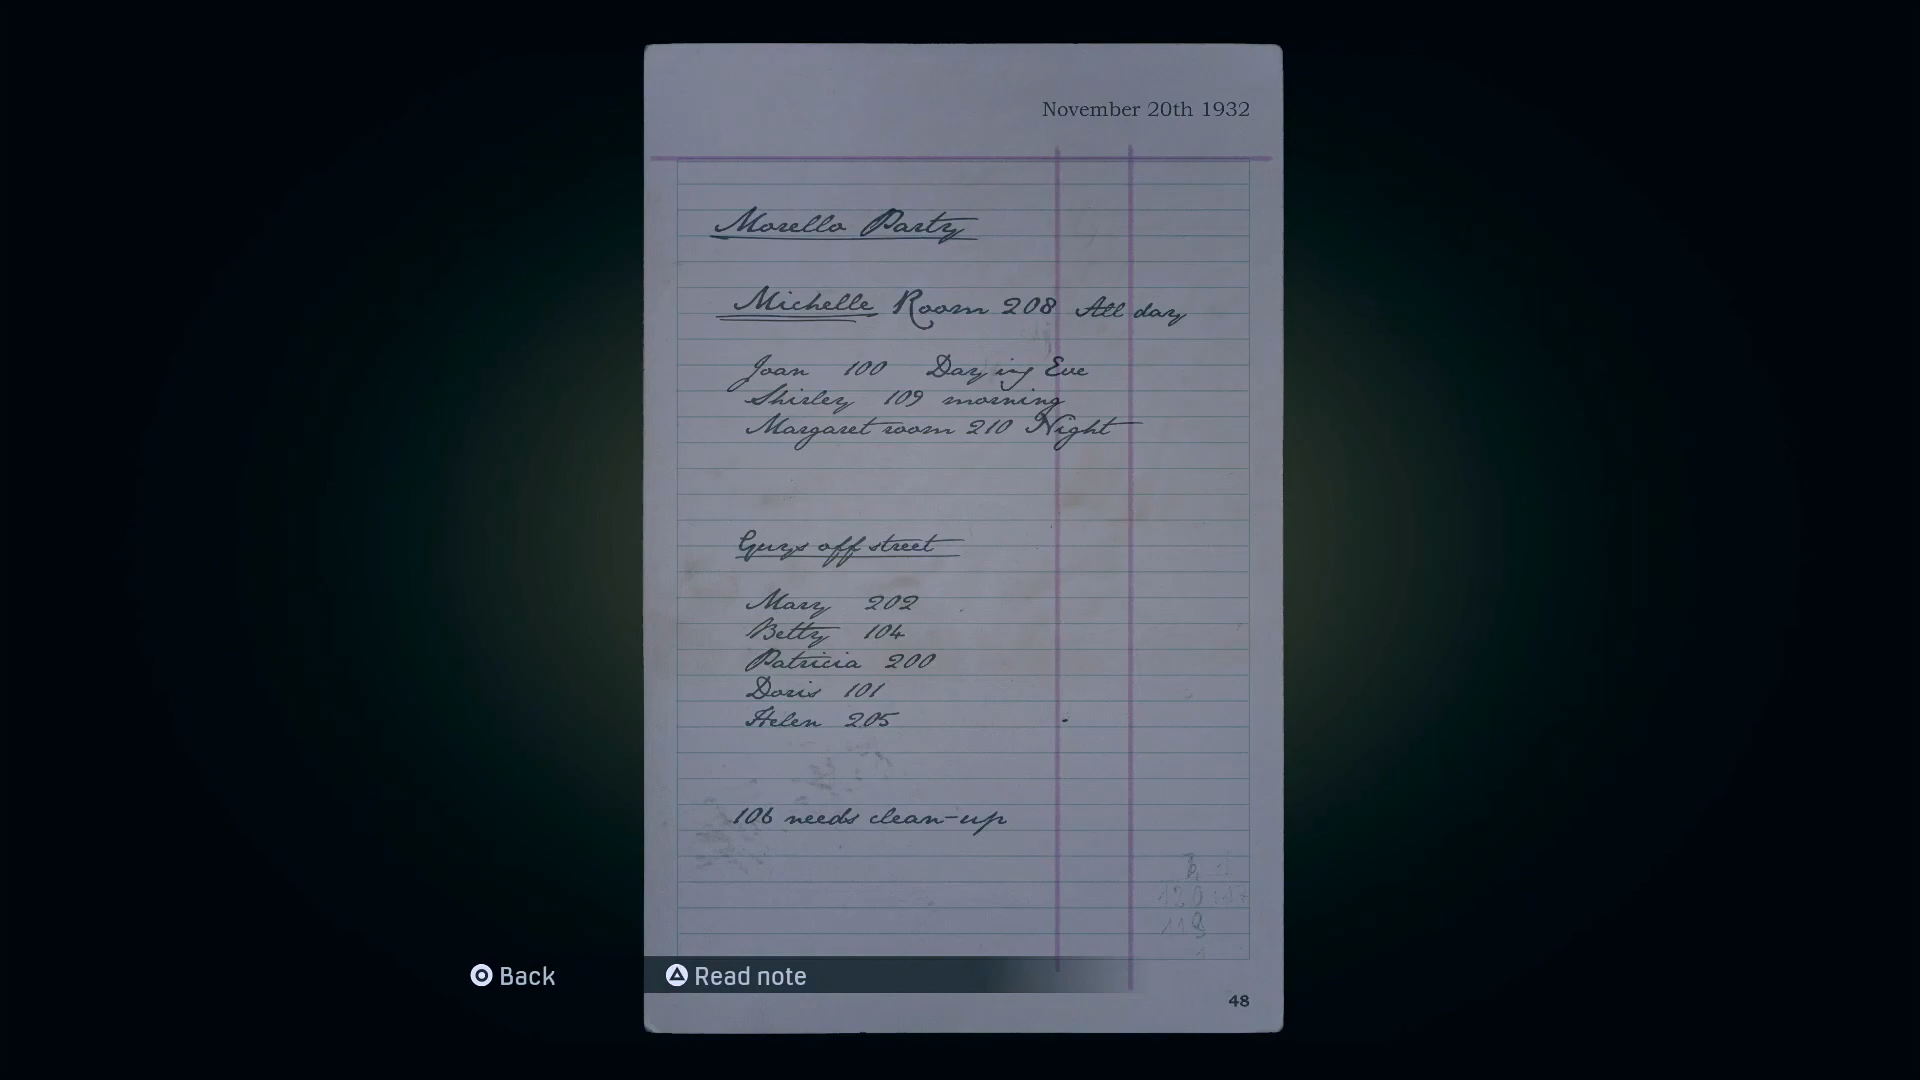 November 20th 1932
Morello Party
Michelle Room 208 All day
Joan 100 Day ing Eve
Shirley 109 morning
Margaret room 210 Night
Guys off street
Mary 202
Betty 104
Patricia 200
Doris 101
Helen 205
106 needs clean-up
Back
Read note
48